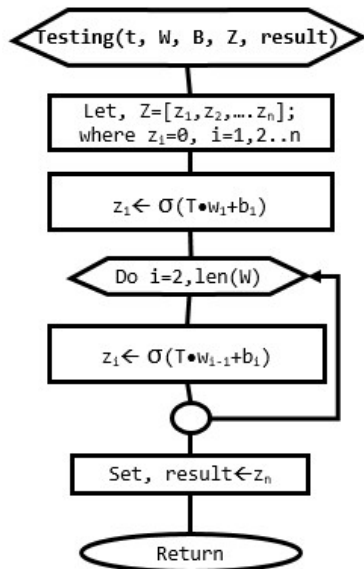 Testing(t, W, B, Z, result)
Let, Z=[z₁,z₂,….zₙ];
where zᵢ=0, i=1,2..n
z₁← σ(T•w₁+b₁)
Do i=2,len(W)
zᵢ← σ(T•wᵢ₋₁+bᵢ)
Set, result←zₙ
Return